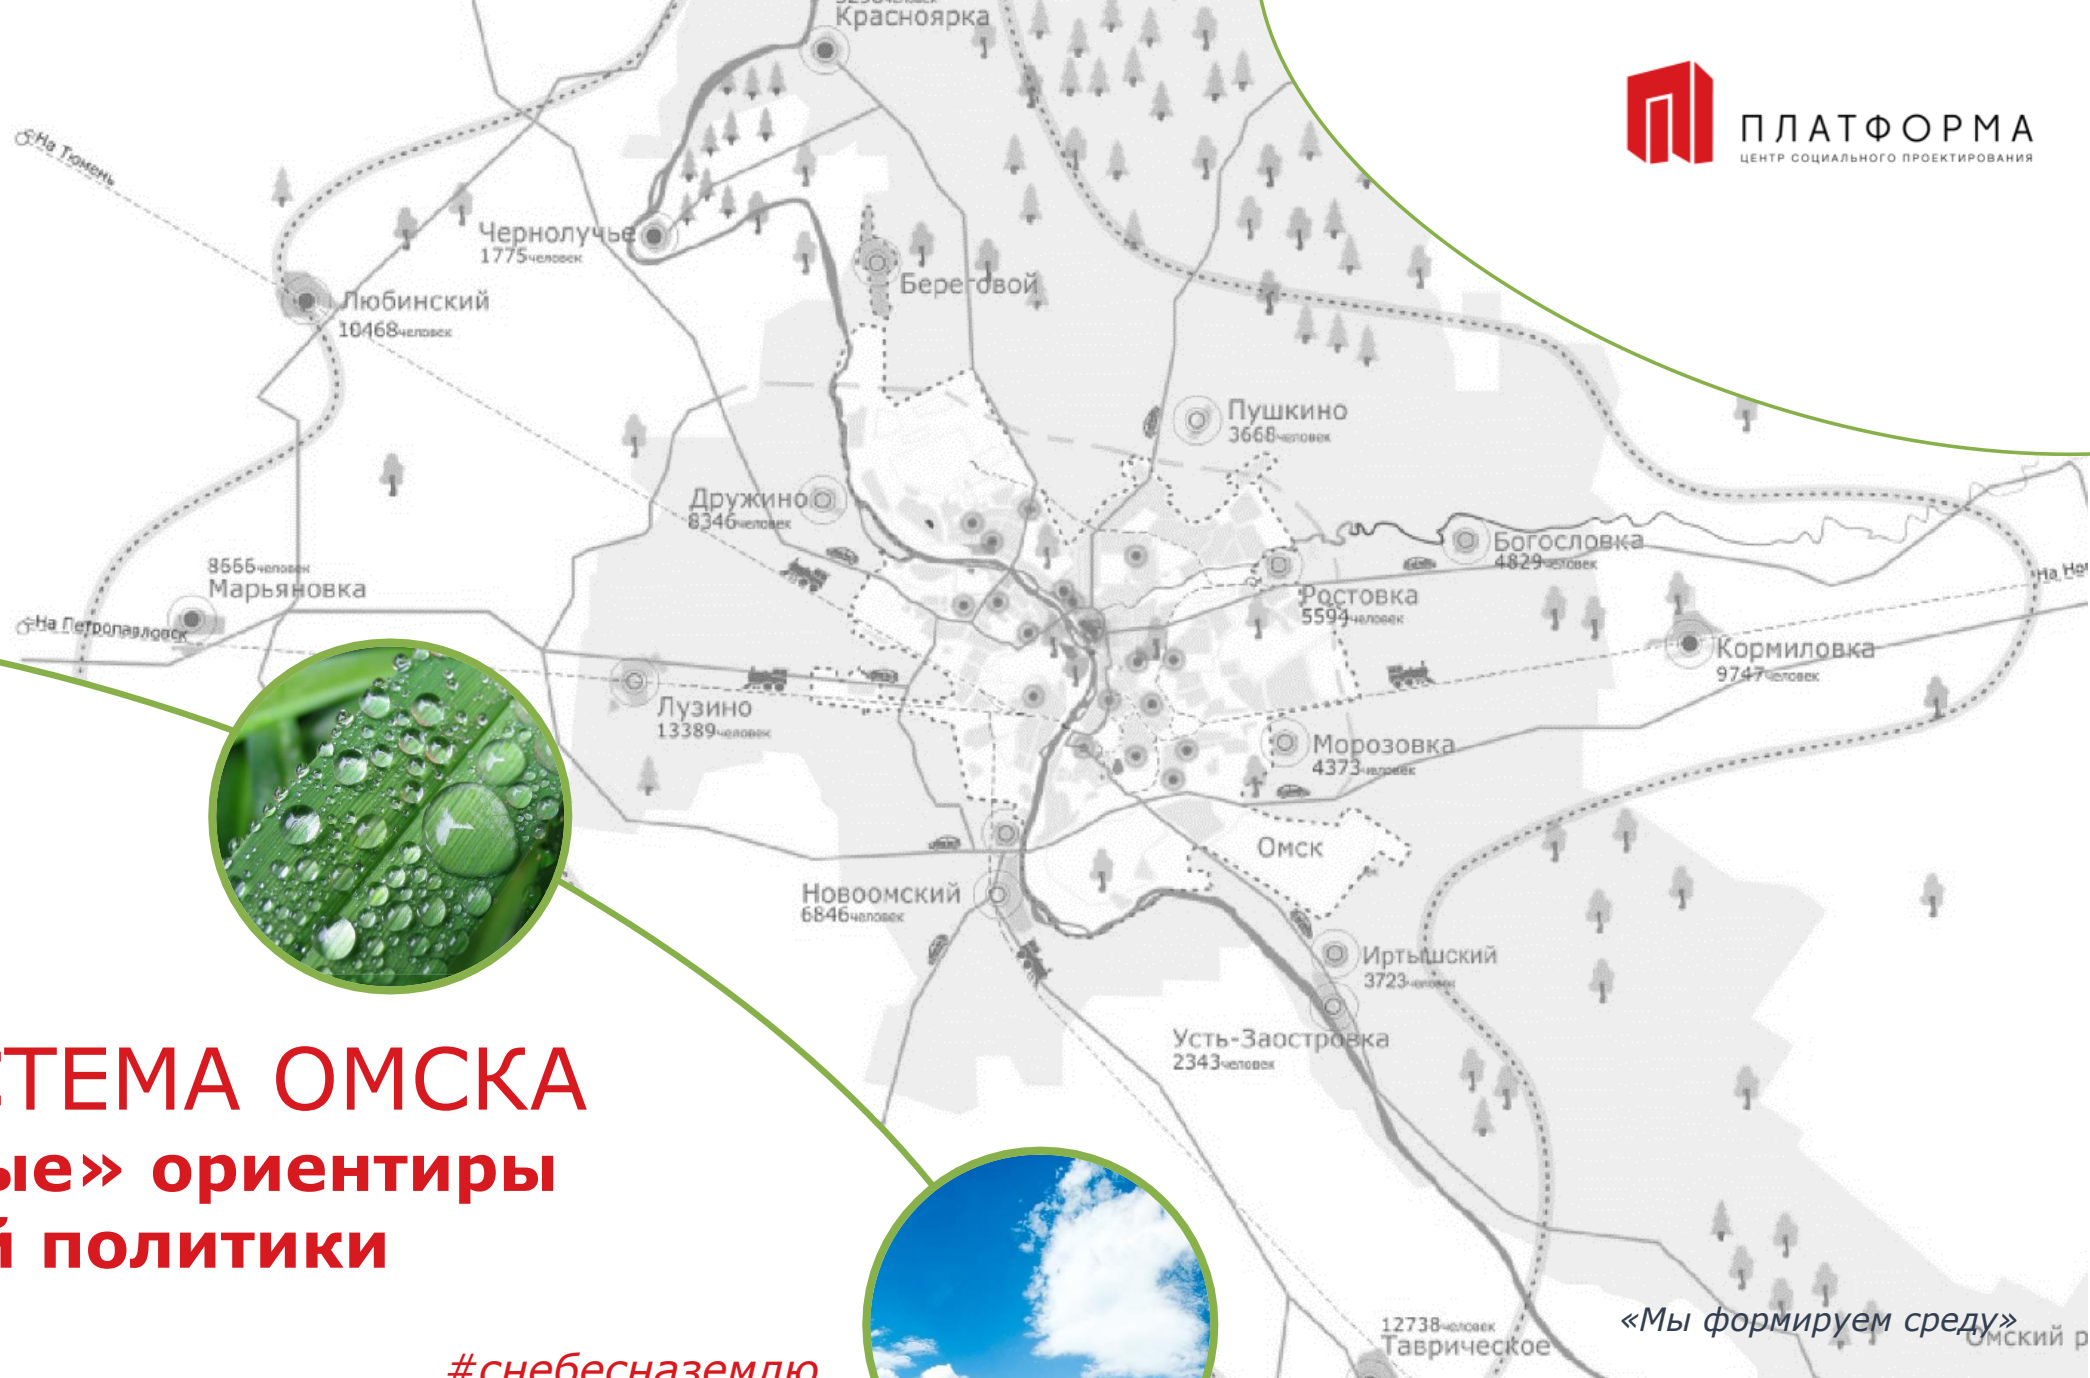 Красноярка
ПЛАТФОРМА
ЦЕНТР СОЦИАЛЬНОГО ПРОЕКТИРОВАНИЯ
На Тюмень
Чернолучье
1775человек
Береговой
Любинский
10468человек
Пушкино
3668человек
Дружино
8346человек
Богословка
4829человек
8666человек
Марьяновка
На Петропавловск
Ростовка
5594человек
Кормиловка
9747человек
Лузино
13389человек
Морозовка
4373человек
Омск
Новоомский
6846человек
Иртышский
3723человек
Усть-Заостровка
2343человек
СТЕМА ОМСКА
ые» ориентиры
й политики
12738человек
Таврическое
«Мы формируем среду»
Омский р
#снебесназемлю